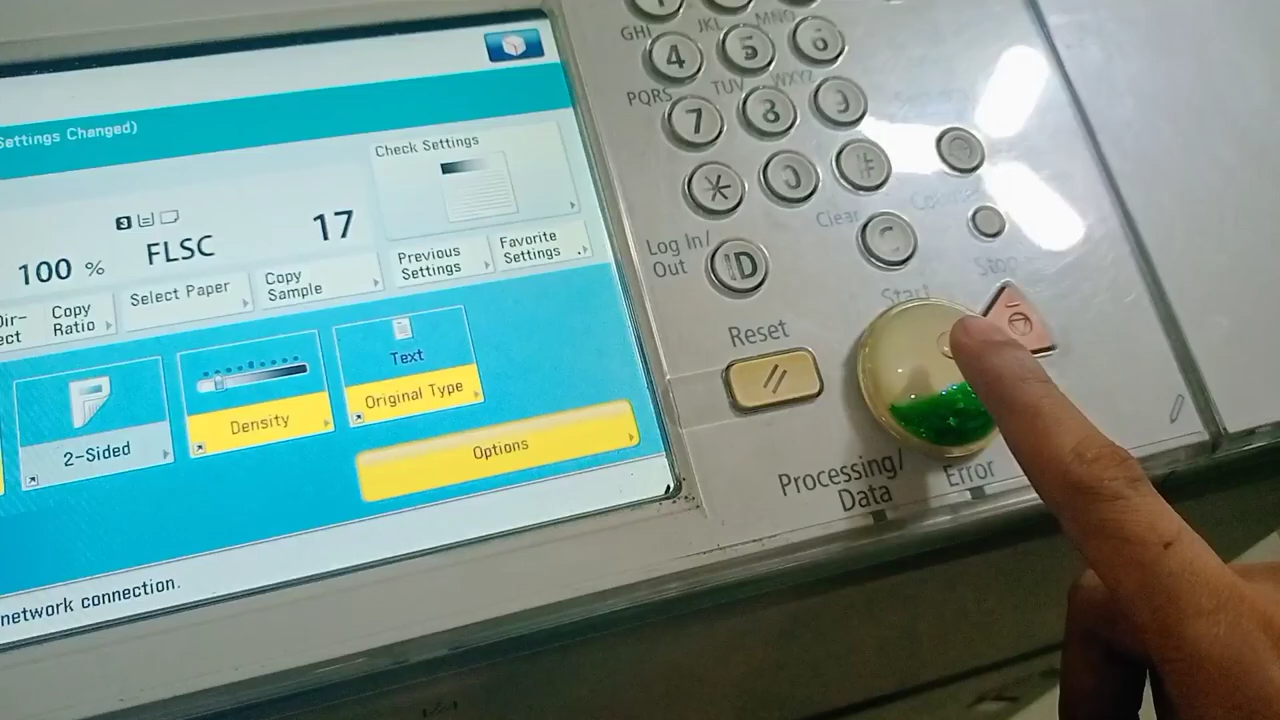 Settings Changed)
Check Settings
3
100 %
FLSC
17
Dir-
ect
Copy
Ratio
Select Paper
Copy
Sample
Previous
Settings
Favorite
Settings
2-Sided
Density
Text
Original Type
Options
network connection.
GHI
JKL
MNO
4
5
6
PQRS
TUV
WXYZ
7
8
9
*
0
#
Clear
C
Log In/
Out
ID
Stop
Start
Reset
Processing/
Data
Error